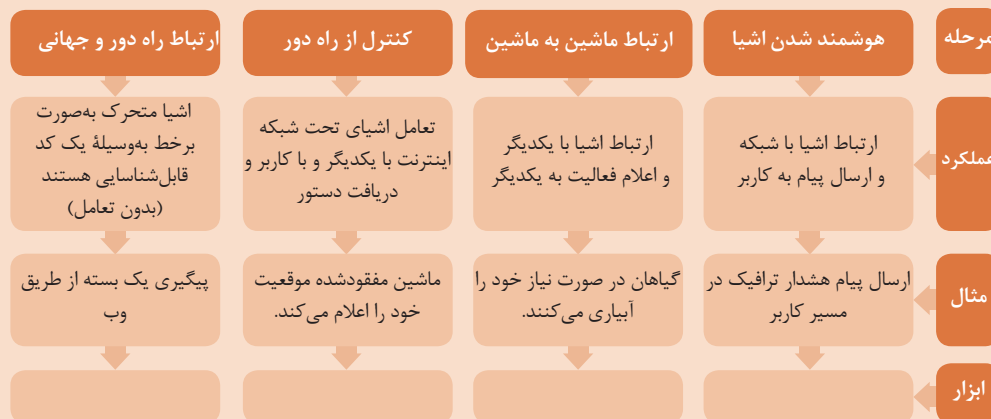 مرحله
هوشمند شدن اشیا
ارتباط ماشین به ماشین
کنترل از راه دور
ارتباط راه دور و جهانی
عملکرد
ارتباط اشیا با شبکه
و ارسال پیام به کاربر
ارتباط اشیا با یکدیگر
و اعلام فعالیت به یکدیگر
تعامل اشیای تحت شبکه
اینترنت با یکدیگر و با کاربر و
دریافت دستور
اشیا متحرک به‌صورت
برخط به‌وسیلهٔ یک کد
قابل‌شناسایی هستند
(بدون تعامل)
مثال
ارسال پیام هشدار ترافیک در
مسیر کاربر
گیاهان در صورت نیاز خود را
آبیاری می‌کنند.
ماشین مفقودشده موقعیت
خود را اعلام می‌کند.
پیگیری یک بسته از طریق
وب
ابزار